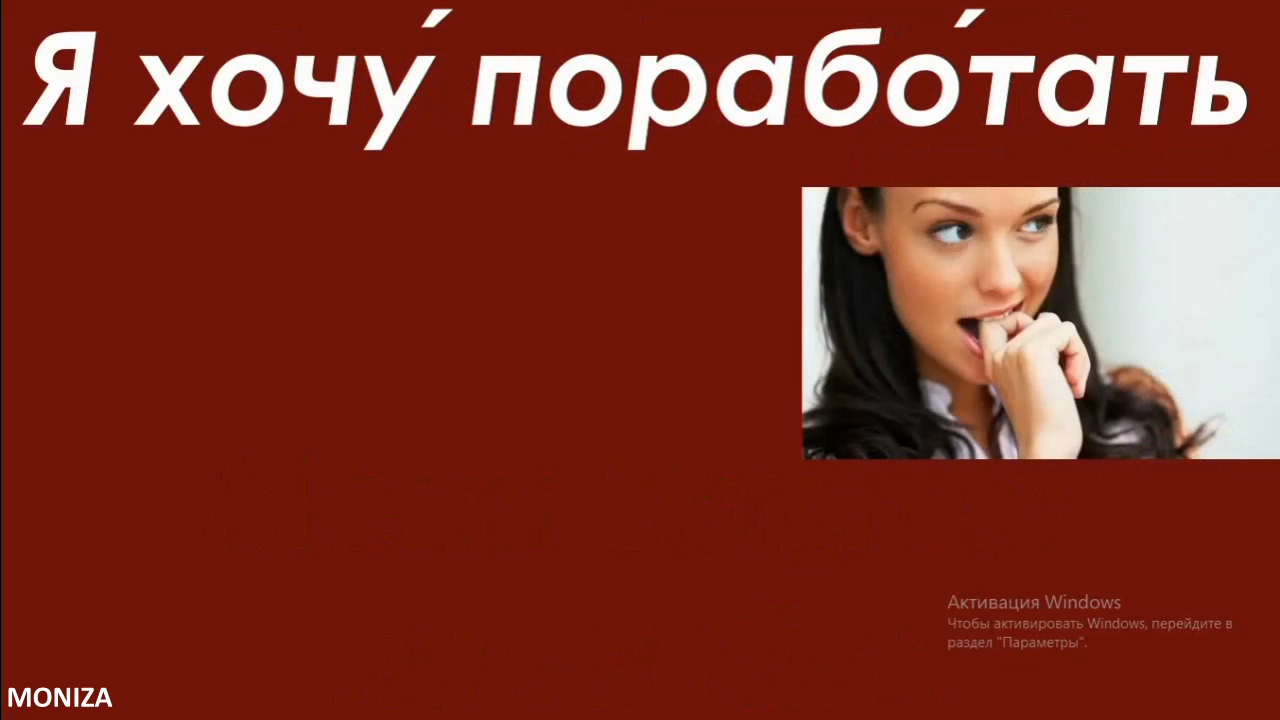 Я хочу́ порабо́тать
Активация Windows
Чтобы активировать Windows, перейдите в
раздел "Параметры".
MONIZA